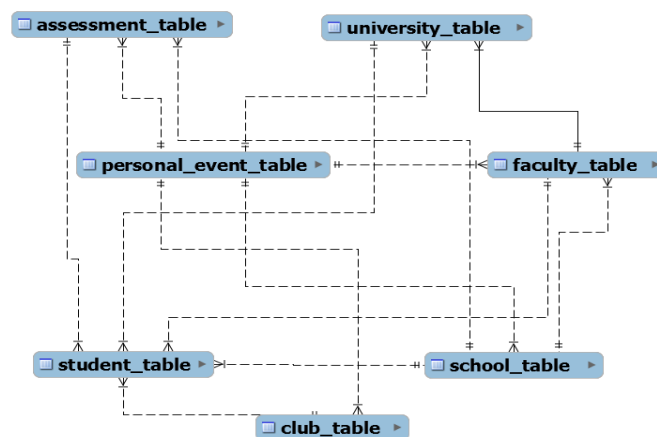 assessment_table
university_table
personal_event_table
faculty_table
student_table
school_table
club_table